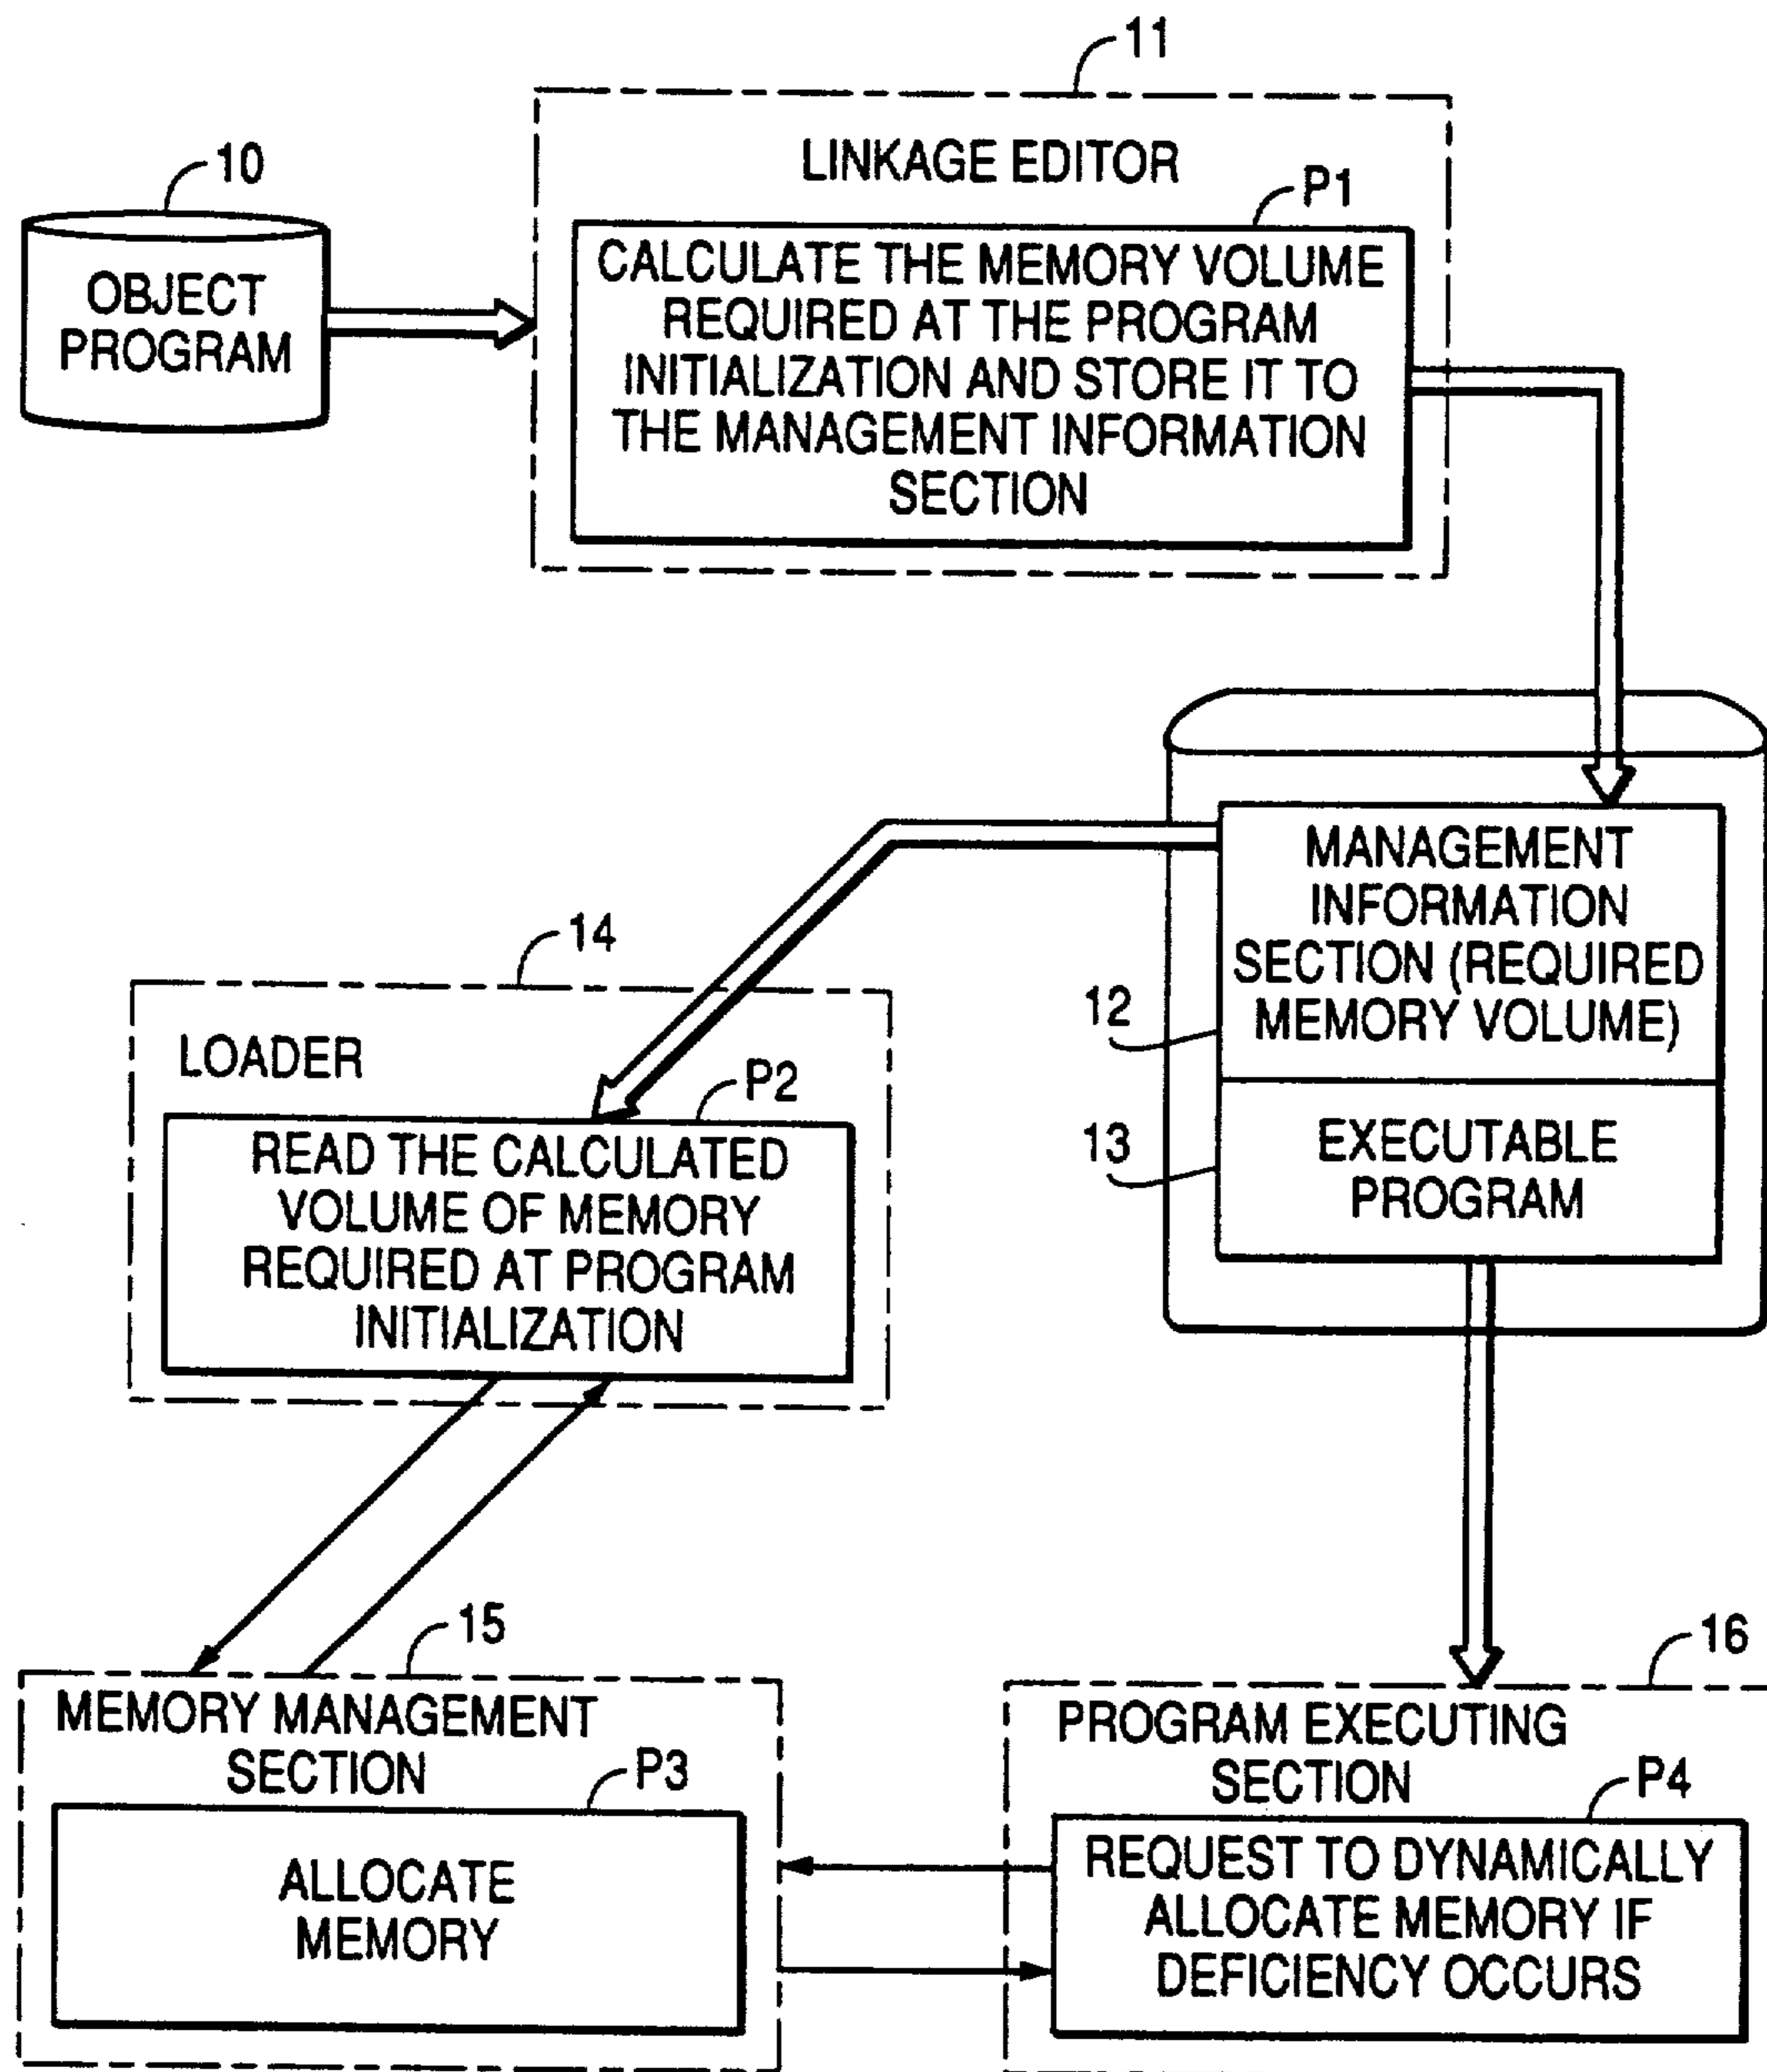 11
LINKAGE EDITOR
10
P1
OBJECT
PROGRAM
CALCULATE THE MEMORY VOLUME
REQUIRED AT THE PROGRAM
INITIALIZATION AND STORE IT TO
THE MANAGEMENT INFORMATION
SECTION
MANAGEMENT
INFORMATION
SECTION (REQUIRED
MEMORY VOLUME)
12
13
EXECUTABLE
PROGRAM
14
LOADER
P2
READ THE CALCULATED
VOLUME OF MEMORY
REQUIRED AT PROGRAM
INITIALIZATION
15
MEMORY MANAGEMENT
SECTION
P3
ALLOCATE
MEMORY
16
PROGRAM EXECUTING
SECTION
P4
REQUEST TO DYNAMICALLY
ALLOCATE MEMORY IF
DEFICIENCY OCCURS